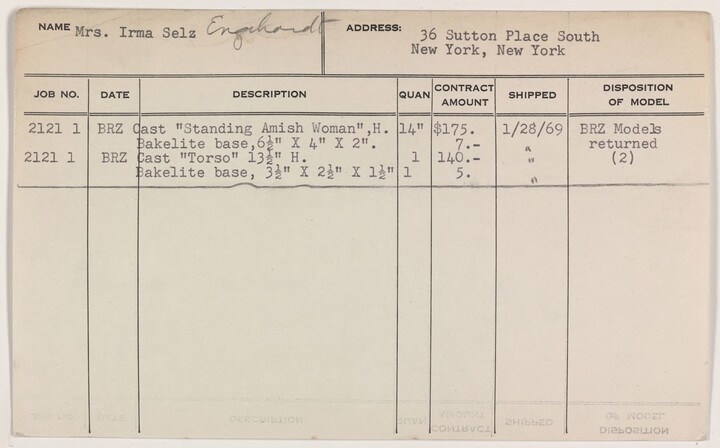 NAME Mrs. Irma Selz Engelhardt ADDRESS: 36 Sutton Place South
New York, New York
JOB NO. DATE DESCRIPTION QUAN CONTRACT AMOUNT SHIPPED DISPOSITION OF MODEL
2121 1 BRZ Cast "Standing Amish Woman",H. 14" $175. 1/28/69 BRZ Models
Bakelite base,6½" X 4" X 2". 7.- " returned
2121 1 BRZ Cast "Torso" 13½" H. 1 140.- " (2)
Bakelite base, 3½" X 2½" X 1½" 1 5. "